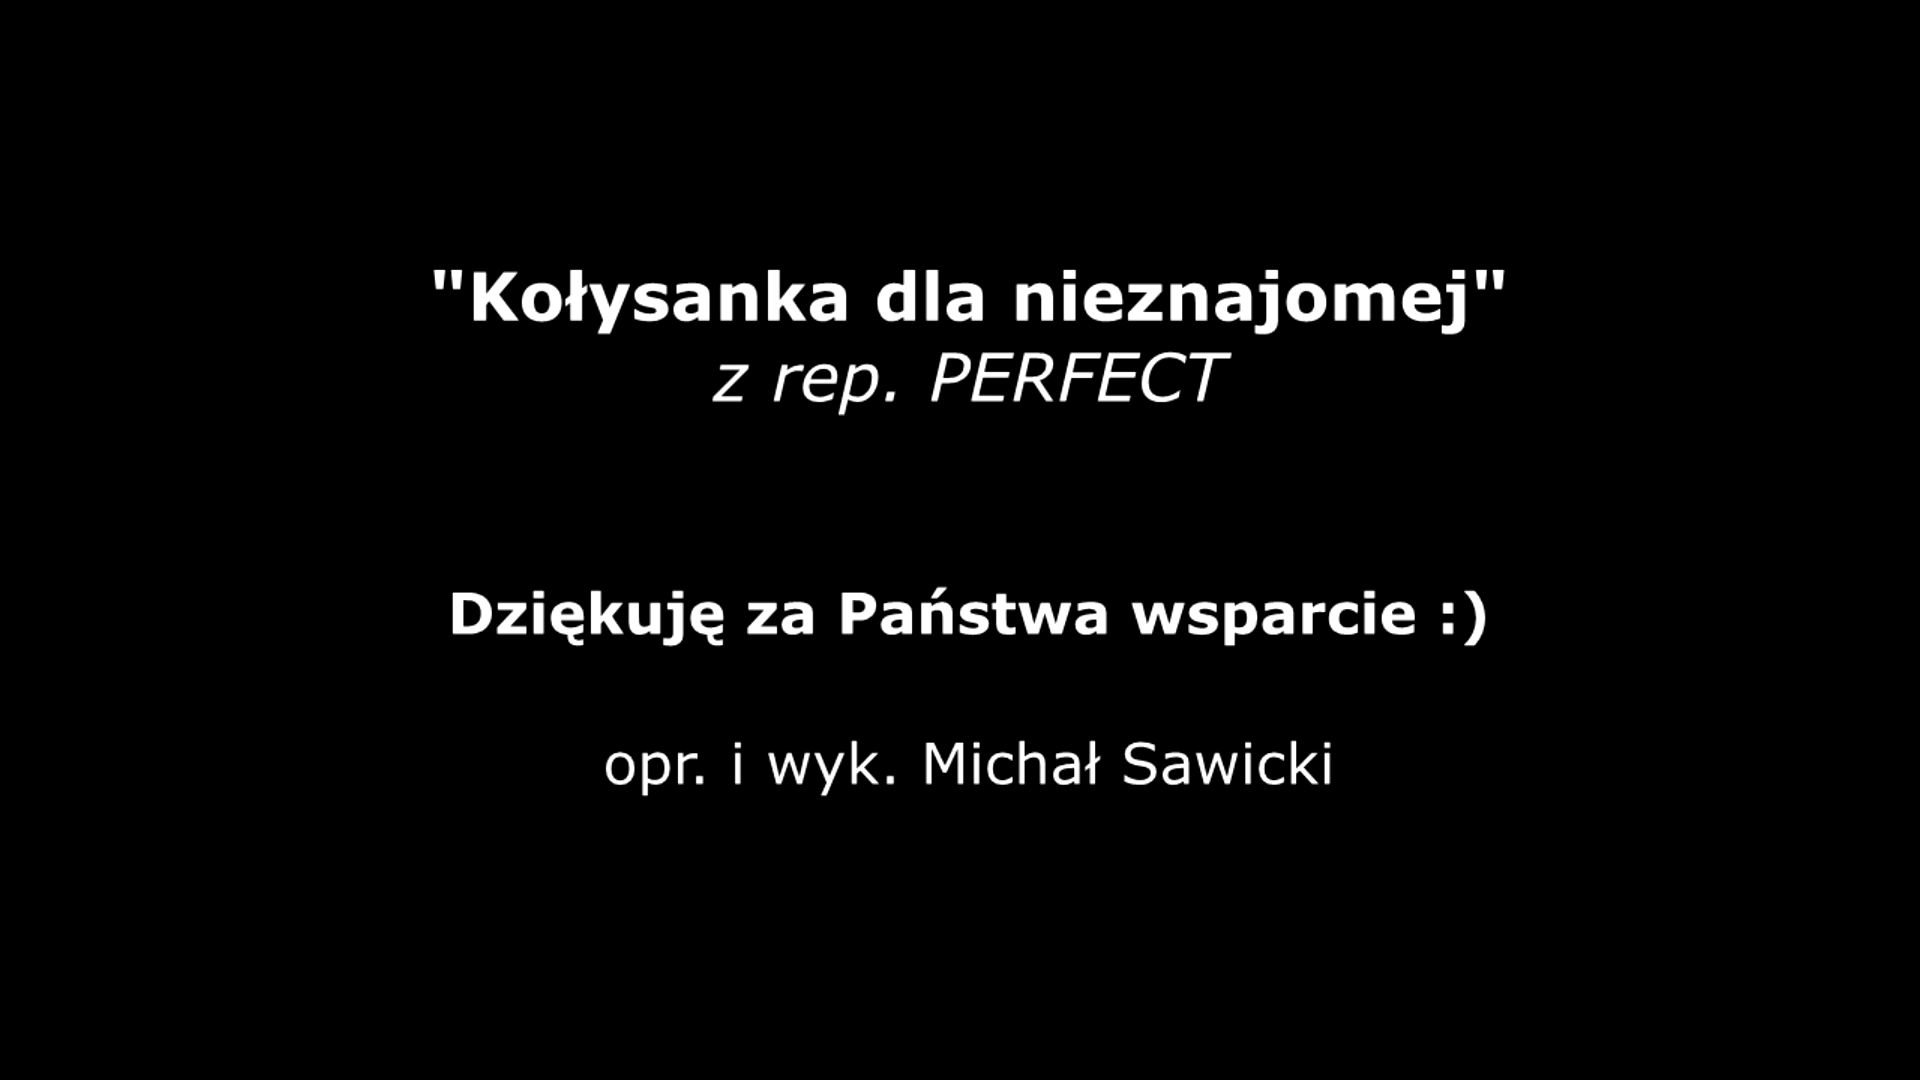 "Kołysanka dla nieznajomej"
z rep. PERFECT
Dziękuję za Państwa wsparcie :)
opr. i wyk. Michał Sawicki